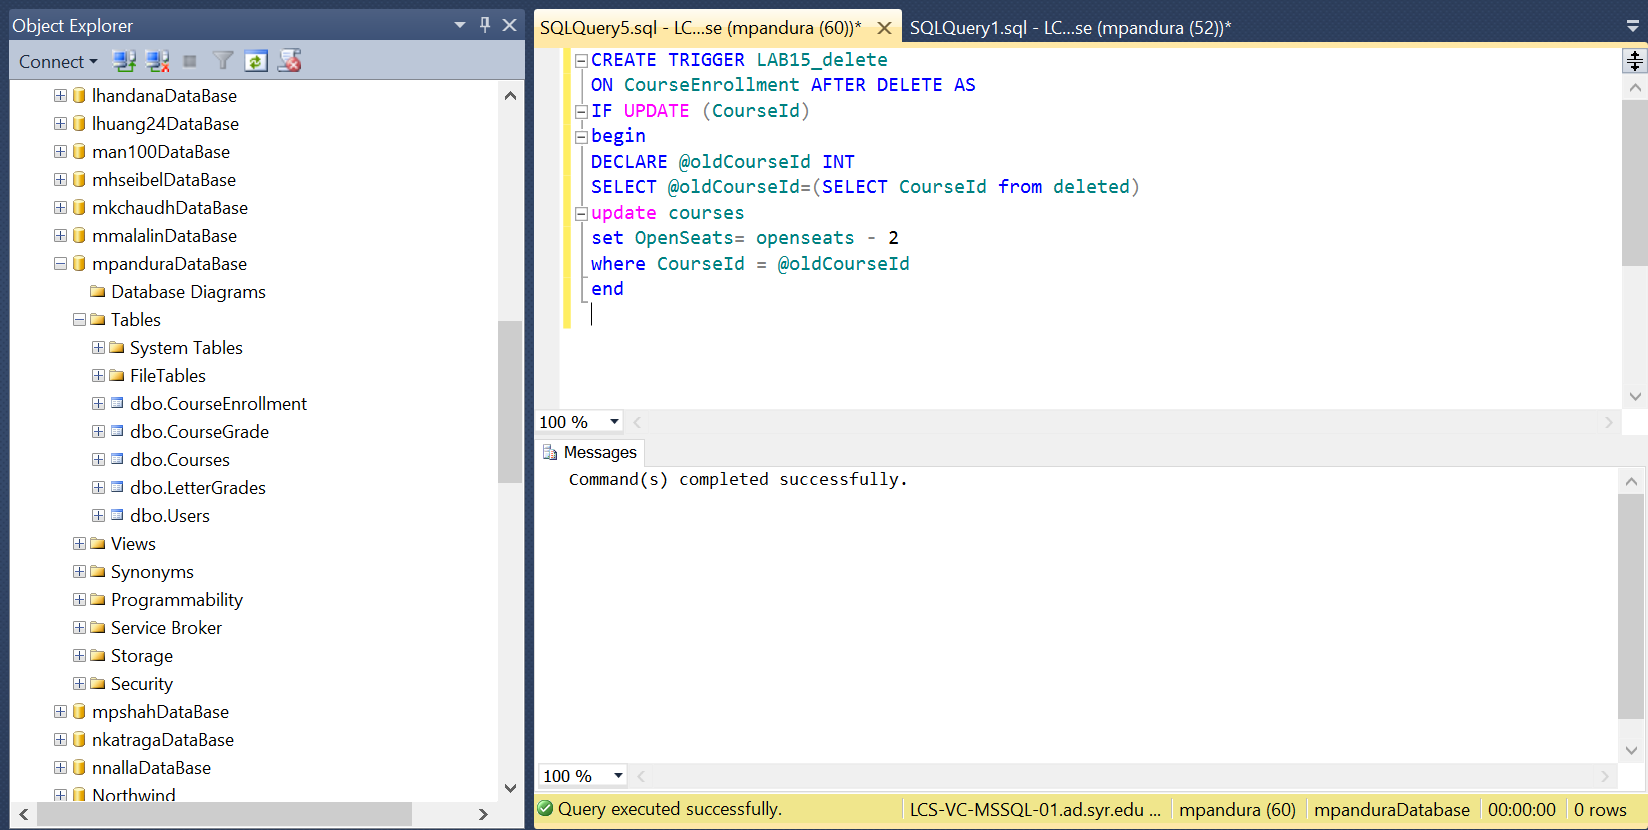 Object Explorer
Connect
lhandanaDataBase
lhuang24DataBase
man100DataBase
mhseibelDataBase
mkchaudhDataBase
mmalalinDataBase
mpanduraDataBase
Database Diagrams
Tables
System Tables
FileTables
dbo.CourseEnrollment
dbo.CourseGrade
dbo.Courses
dbo.LetterGrades
dbo.Users
Views
Synonyms
Programmability
Service Broker
Storage
Security
mpshahDataBase
nkatragaDataBase
nnallaDataBase
Northwind
SQLQuery5.sql - LC...se (mpandura (60))* SQLQuery1.sql - LC...se (mpandura (52))*
CREATE TRIGGER LAB15_delete
ON CourseEnrollment AFTER DELETE AS
IF UPDATE (CourseId)
begin
DECLARE @oldCourseId INT
SELECT @oldCourseId=(SELECT CourseId from deleted)
update courses
set OpenSeats= openseats - 2
where CourseId = @oldCourseId
end
100 %
Messages
Command(s) completed successfully.
100 %
Query executed successfully. LCS-VC-MSSQL-01.ad.syr.edu ... mpandura (60) mpanduraDatabase 00:00:00 0 rows